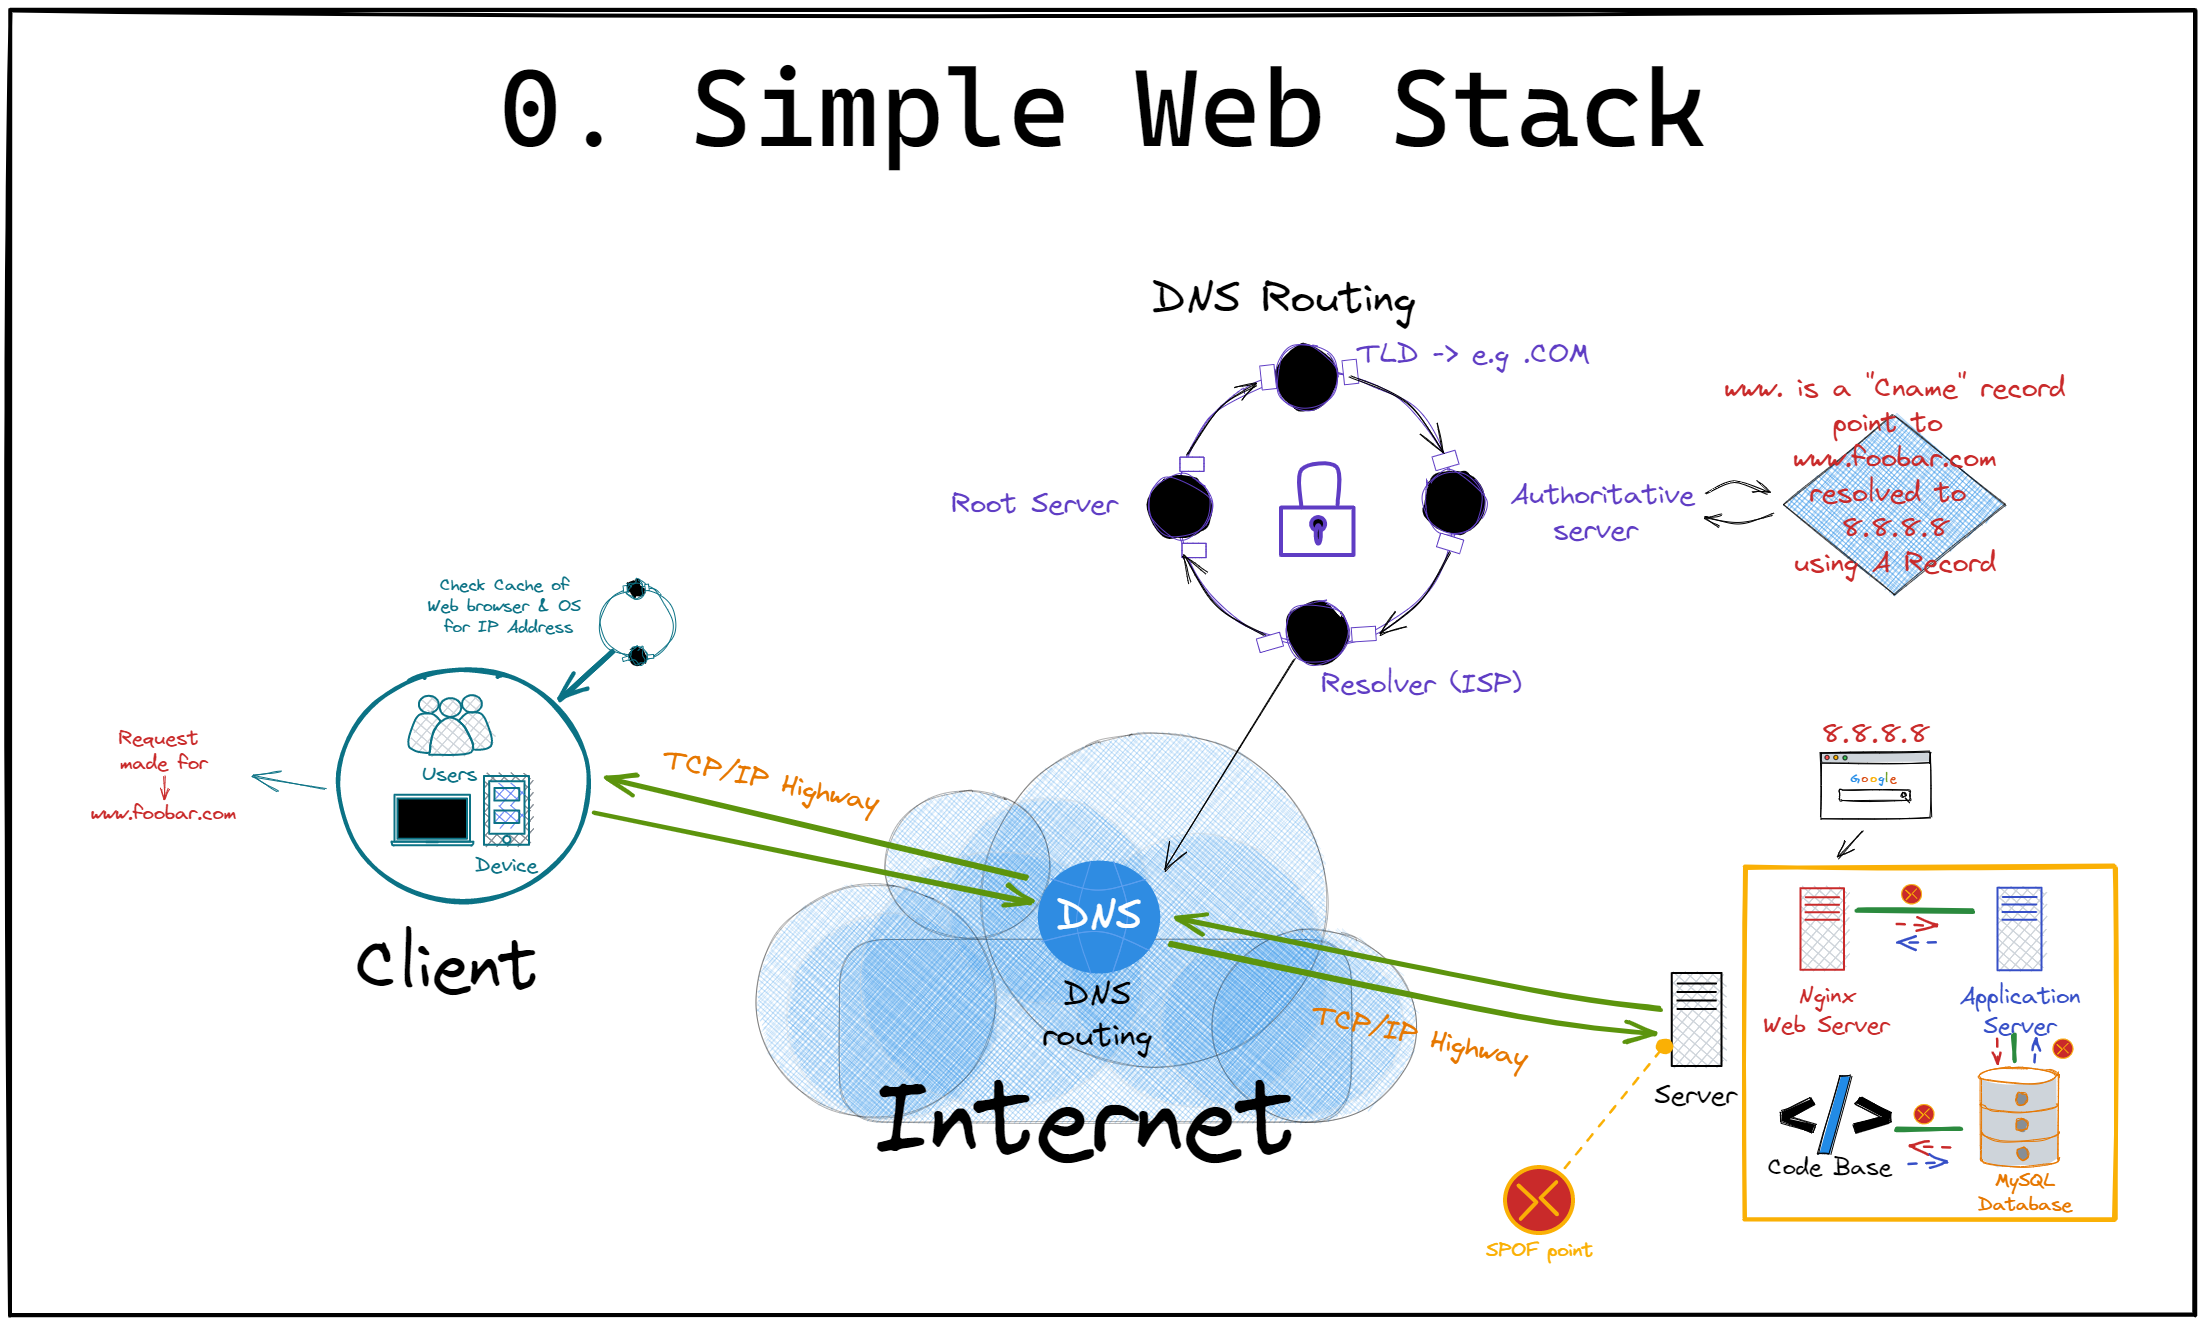 0. Simple Web Stack
DNS Routing
TLD -> e.g .COM
www. is a "Cname" record
point to
www.foobar.com
resolved to
8.8.8.8
using A Record
Root Server
Authoritative
server
Resolver (ISP)
Check Cache of
Web browser & OS
for IP Address
Request
made for
www.foobar.com
Users
Device
Client
TCP/IP Highway
DNS
DNS
routing
Internet
TCP/IP Highway
Server
SPOF point
8.8.8.8
Google
Nginx
Web Server
Application
Server
</>
Code Base
MySQL
Database